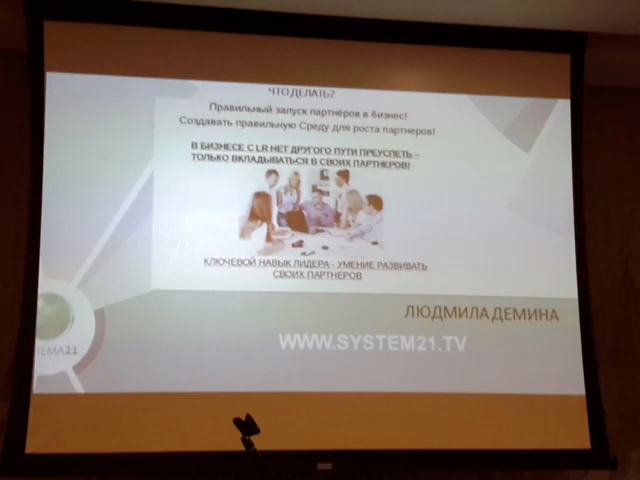 ЧТО ДЕЛАТЬ?
Правильный запуск партнёров в бизнес!
Создавать правильную Среду для роста партнеров!
В БИЗНЕСЕ С LR НЕТ ДРУГОГО ПУТИ ПРЕУСПЕТЬ –
ТОЛЬКО ВКЛАДЫВАТЬСЯ В СВОИХ ПАРТНЕРОВ!
КЛЮЧЕВОЙ НАВЫК ЛИДЕРА - УМЕНИЕ РАЗВИВАТЬ
СВОИХ ПАРТНЕРОВ
ЛЮДМИЛА ДЕМИНА
WWW.SYSTEM21.TV
ТЕМА21